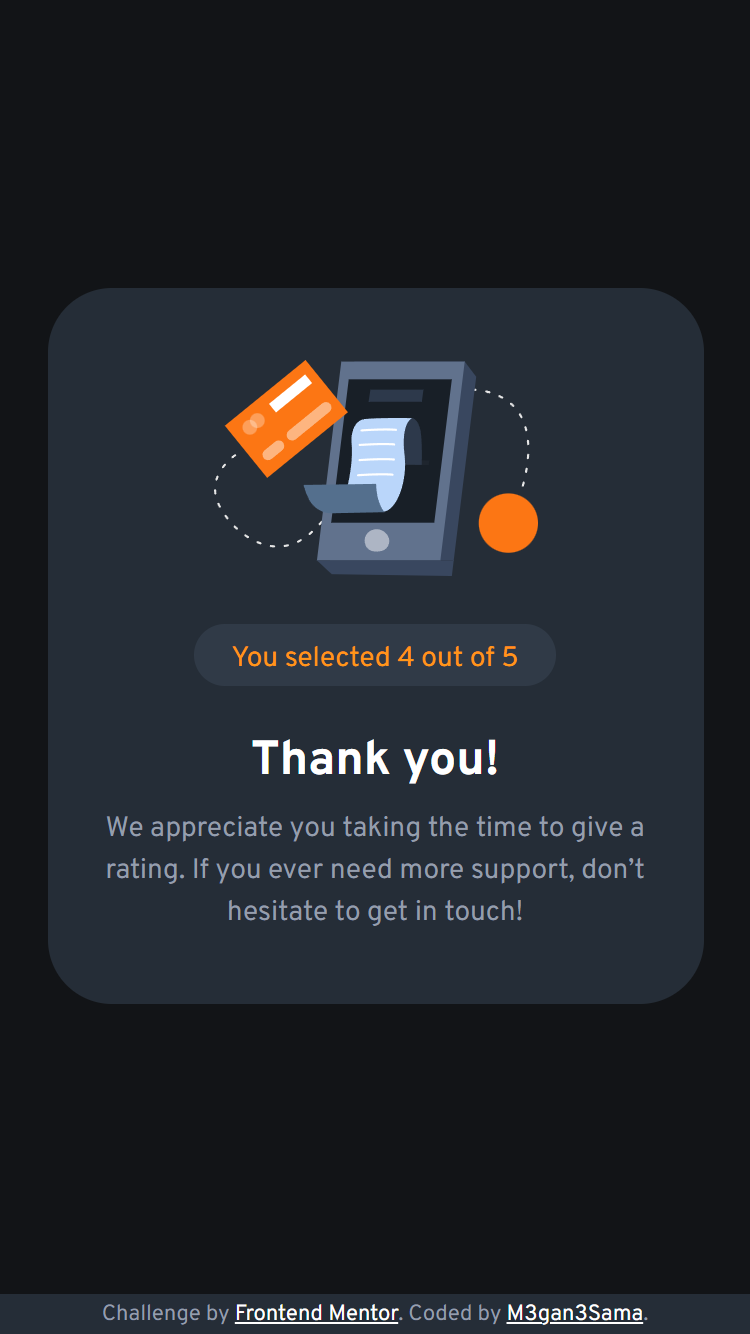 You selected 4 out of 5
Thank you!
We appreciate you taking the time to give a
rating. If you ever need more support, don’t
hesitate to get in touch!
Challenge by Frontend Mentor. Coded by M3gan3Sama.